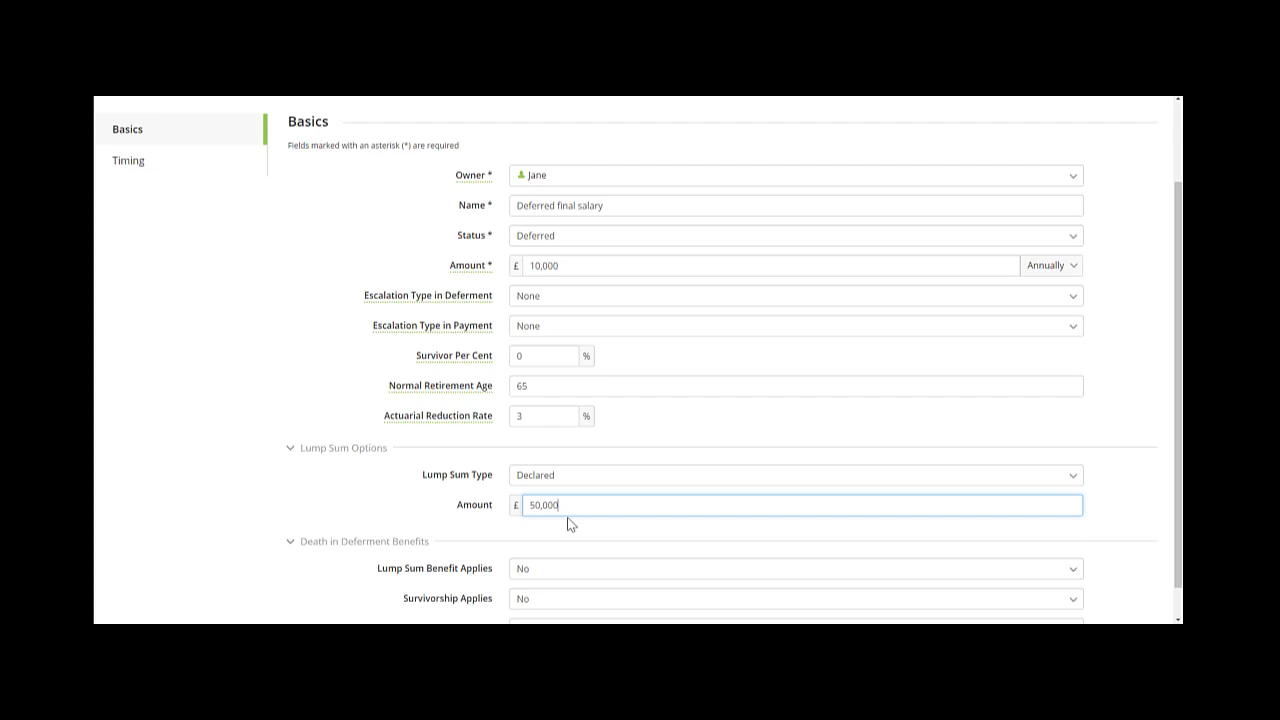 Basics
Timing
Basics
Fields marked with an asterisk (*) are required
Owner * Jane
Name * Deferred final salary
Status * Deferred
Amount * £ 10,000 Annually
Escalation Type in Deferment None
Escalation Type in Payment None
Survivor Per Cent 0 %
Normal Retirement Age 65
Actuarial Reduction Rate 3 %
Lump Sum Options
Lump Sum Type Declared
Amount £ 50,000
Death in Deferment Benefits
Lump Sum Benefit Applies No
Survivorship Applies No